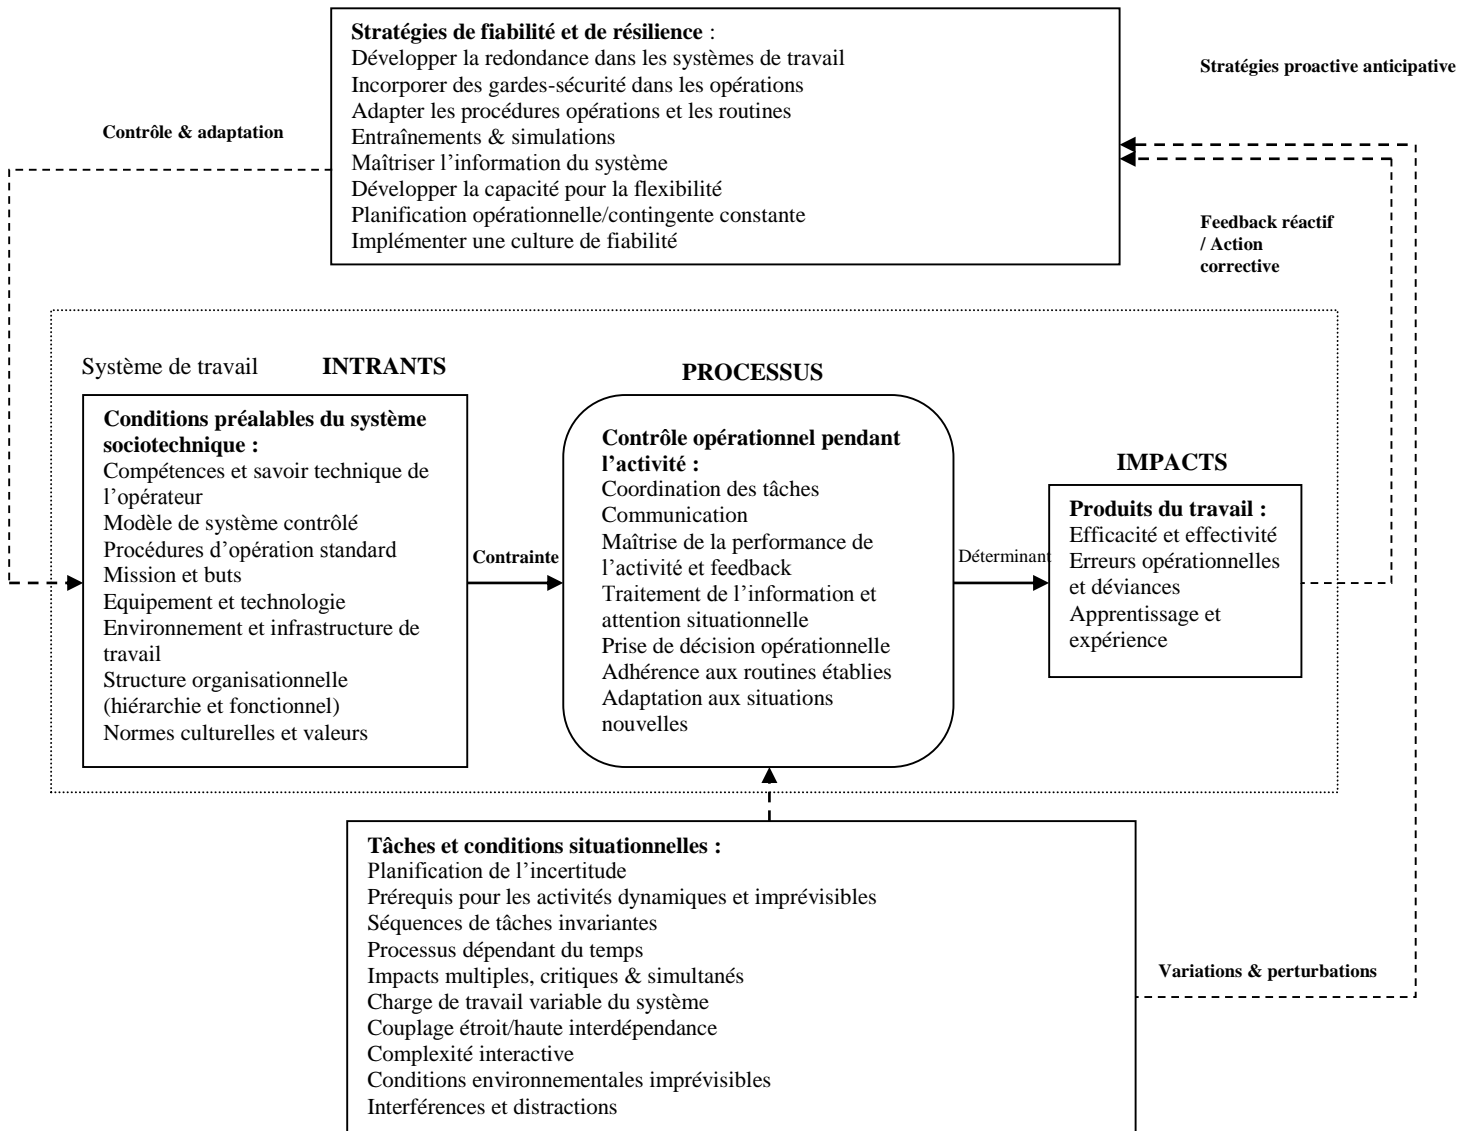 Stratégies de fiabilité et de résilience :
Développer la redondance dans les systèmes de travail
Incorporer des gardes-sécurité dans les opérations
Adapter les procédures opérations et les routines
Entraînements & simulations
Maîtriser l’information du système
Développer la capacité pour la flexibilité
Planification opérationnelle/contingente constante
Implémenter une culture de fiabilité
Stratégies proactive anticipative
Contrôle & adaptation
Feedback réactif
/ Action
corrective
Système de travail
INTRANTS
PROCESSUS
IMPACTS
Conditions préalables du système
sociotechnique :
Compétences et savoir technique de
l’opérateur
Modèle de système contrôlé
Procédures d’opération standard
Mission et buts
Equipement et technologie
Environnement et infrastructure de
travail
Structure organisationnelle
(hiérarchie et fonctionnel)
Normes culturelles et valeurs
Contrainte
Contrôle opérationnel pendant
l’activité :
Coordination des tâches
Communication
Maîtrise de la performance de
l’activité et feedback
Traitement de l’information et
attention situationnelle
Prise de décision opérationnelle
Adhérence aux routines établies
Adaptation aux situations
nouvelles
Déterminant
Produits du travail :
Efficacité et effectivité
Erreurs opérationnelles
et déviances
Apprentissage et
expérience
Tâches et conditions situationnelles :
Planification de l’incertitude
Prérequis pour les activités dynamiques et imprévisibles
Séquences de tâches invariantes
Processus dépendant du temps
Impacts multiples, critiques & simultanés
Charge de travail variable du système
Couplage étroit/haute interdépendance
Complexité interactive
Conditions environnementales imprévisibles
Interférences et distractions
Variations & perturbations